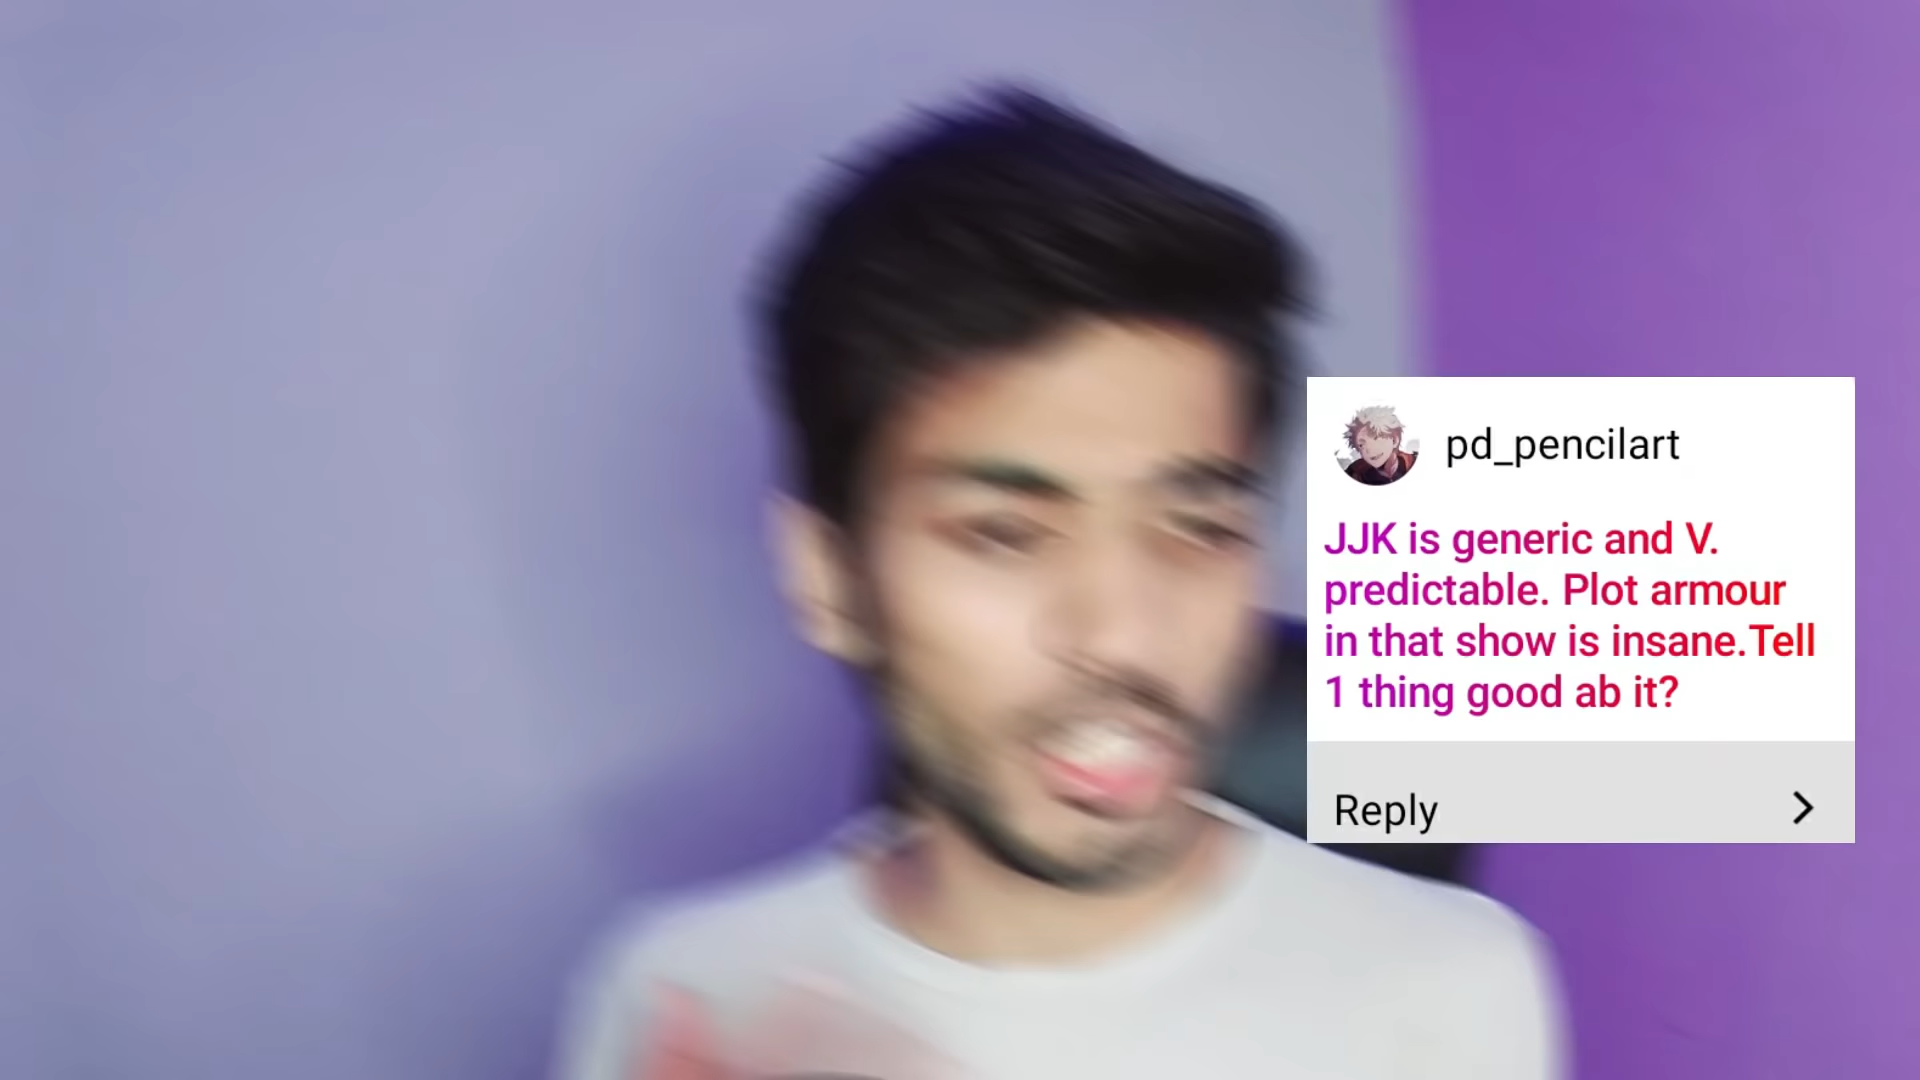 pd_pencilart
JJK is generic and V.
predictable. Plot armour
in that show is insane.Tell
1 thing good ab it?
Reply